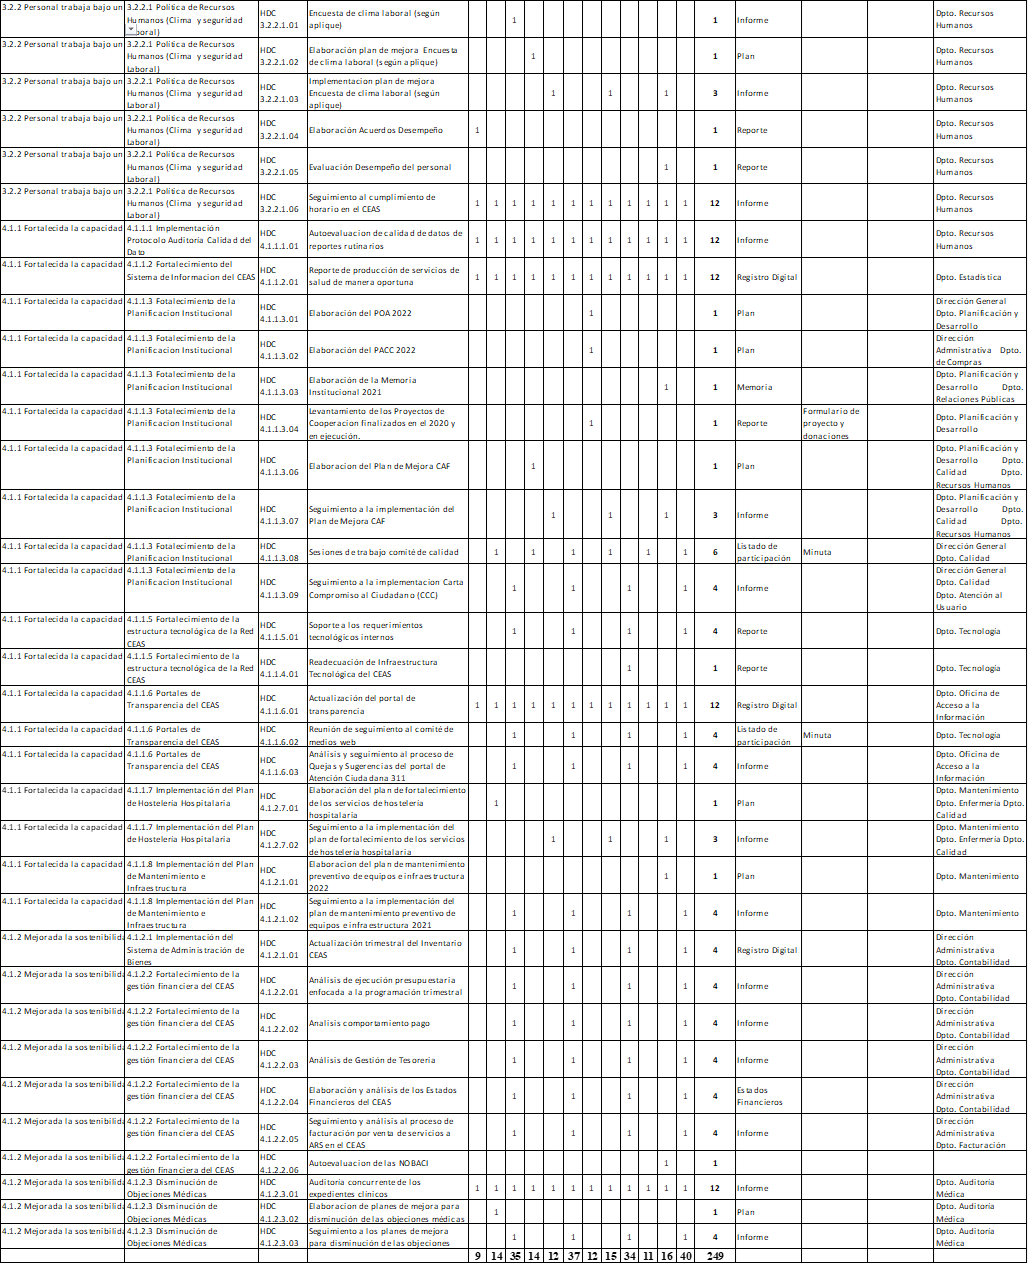 3.2.2 Personal trabaja bajo un 3.2.2.1 Política de Recursos Humanos (Clima y seguridad Laboral) HDC 3.2.2.1.01 Encuesta de clima laboral (según aplique) 1 1 Informe Dpto. Recursos Humanos
3.2.2 Personal trabaja bajo un 3.2.2.1 Política de Recursos Humanos (Clima y seguridad Laboral) HDC 3.2.2.1.02 Elaboración plan de mejora Encuesta de clima laboral (según aplique) 1 1 Plan Dpto. Recursos Humanos
3.2.2 Personal trabaja bajo un 3.2.2.1 Política de Recursos Humanos (Clima y seguridad Laboral) HDC 3.2.2.1.03 Implementacion plan de mejora Encuesta de clima laboral (según aplique) 1 1 1 3 Informe Dpto. Recursos Humanos
3.2.2 Personal trabaja bajo un 3.2.2.1 Política de Recursos Humanos (Clima y seguridad Laboral) HDC 3.2.2.1.04 Elaboración Acuerdos Desempeño 1 1 Reporte Dpto. Recursos Humanos
3.2.2 Personal trabaja bajo un 3.2.2.1 Política de Recursos Humanos (Clima y seguridad Laboral) HDC 3.2.2.1.05 Evaluación Desempeño del personal 1 1 Reporte Dpto. Recursos Humanos
3.2.2 Personal trabaja bajo un 3.2.2.1 Política de Recursos Humanos (Clima y seguridad Laboral) HDC 3.2.2.1.06 Seguimiento al cumplimiento de horario en el CEAS 1 1 1 1 1 1 1 1 1 1 1 1 12 Informe Dpto. Recursos Humanos
4.1.1 Fortalecida la capacidad 4.1.1.1 Implementación Protocolo Auditoría Calidad del Dato HDC 4.1.1.1.01 Autoevaluacion de calidad de datos de reportes rutinarios 1 1 1 1 1 1 1 1 1 1 1 1 12 Informe Dpto. Recursos Humanos
4.1.1 Fortalecida la capacidad 4.1.1.2 Fortalecimiento del Sistema de Informacion del CEAS HDC 4.1.1.2.01 Reporte de producción de servicios de salud de manera oportuna 1 1 1 1 1 1 1 1 1 1 1 1 12 Registro Digital Dpto. Estadística
4.1.1 Fortalecida la capacidad 4.1.1.3 Fotalecimiento de la Planificacion Institucional HDC 4.1.1.3.01 Elaboración del POA 2022 1 1 Plan Dirección General Dpto. Planificación y Desarrollo
4.1.1 Fortalecida la capacidad 4.1.1.3 Fotalecimiento de la Planificacion Institucional HDC 4.1.1.3.02 Elaboración del PACC 2022 1 1 Plan Dirección Admnistrativa Dpto. de Compras
4.1.1 Fortalecida la capacidad 4.1.1.3 Fotalecimiento de la Planificacion Institucional HDC 4.1.1.3.03 Elaboración de la Memoria Institucional 2021 1 1 Memoria Dpto. Planificación y Desarrollo Dpto. Relaciones Públicas
4.1.1 Fortalecida la capacidad 4.1.1.3 Fotalecimiento de la Planificacion Institucional HDC 4.1.1.3.04 Levantamiento de los Proyectos de Cooperacion finalizados en el 2020 y en ejecución. 1 1 Reporte Formulario de proyecto y donaciones Dpto. Planificación y Desarrollo
4.1.1 Fortalecida la capacidad 4.1.1.3 Fotalecimiento de la Planificacion Institucional HDC 4.1.1.3.06 Elaboracion del Plan de Mejora CAF 1 1 Plan Dpto. Planificación y Desarrollo Dpto. Calidad Dpto. Recursos Humanos
4.1.1 Fortalecida la capacidad 4.1.1.3 Fotalecimiento de la Planificacion Institucional HDC 4.1.1.3.07 Seguimiento a la implementación del Plan de Mejora CAF 1 1 1 3 Informe Dpto. Planificación y Desarrollo Dpto. Calidad Dpto. Recursos Humanos
4.1.1 Fortalecida la capacidad 4.1.1.3 Fotalecimiento de la Planificacion Institucional HDC 4.1.1.3.08 Sesiones de trabajo comité de calidad 1 1 1 1 1 1 6 Listado de participación Minuta Dirección General Dpto. Calidad
4.1.1 Fortalecida la capacidad 4.1.1.3 Fotalecimiento de la Planificacion Institucional HDC 4.1.1.3.09 Seguimiento a la implementacion Carta Compromiso al Ciudadano (CCC) 1 1 1 1 4 Informe Dirección General Dpto. Calidad Dpto. Atención al Usuario
4.1.1 Fortalecida la capacidad 4.1.1.5 Fortalecimiento de la estructura tecnológica de la Red CEAS HDC 4.1.1.5.01 Soporte a los requerimientos tecnológicos internos 1 1 1 1 4 Reporte Dpto. Tecnología
4.1.1 Fortalecida la capacidad 4.1.1.5 Fortalecimiento de la estructura tecnológica de la Red CEAS HDC 4.1.1.4.01 Readecuación de Infraestructura Tecnológica del CEAS 1 1 Reporte Dpto. Tecnología
4.1.1 Fortalecida la capacidad 4.1.1.6 Portales de Transparencia del CEAS HDC 4.1.1.6.01 Actualización del portal de transparencia 1 1 1 1 1 1 1 1 1 1 1 1 12 Registro Digital Dpto. Oficina de Acceso a la Información
4.1.1 Fortalecida la capacidad 4.1.1.6 Portales de Transparencia del CEAS HDC 4.1.1.6.02 Reunión de seguimiento al comité de medios web 1 1 1 1 4 Listado de participación Minuta Dpto. Tecnología
4.1.1 Fortalecida la capacidad 4.1.1.6 Portales de Transparencia del CEAS HDC 4.1.1.6.03 Análisis y seguimiento al proceso de Quejas y Sugerencias del portal de Atención Ciudadana 311 1 1 1 1 4 Informe Dpto. Oficina de Acceso a la Información
4.1.1 Fortalecida la capacidad 4.1.1.7 Implementación del Plan de Hostelería Hospitalaria HDC 4.1.2.7.01 Elaboración del plan de fortalecimiento de los servicios de hostelería hospitalaria 1 1 Plan Dpto. Mantenimiento Dpto. Enfermería Dpto. Calidad
4.1.1 Fortalecida la capacidad 4.1.1.7 Implementación del Plan de Hostelería Hospitalaria HDC 4.1.2.7.02 Seguimiento a la implementación del plan de fortalecimiento de los servicios de hostelería hospitalaria 1 1 1 3 Informe Dpto. Mantenimiento Dpto. Enfermería Dpto. Calidad
4.1.1 Fortalecida la capacidad 4.1.1.8 Implementación del Plan de Mantenimiento e Infraestructura HDC 4.1.2.1.01 Elaboracion del plan de mantenimiento preventivo de equipos e infraestructura 2022 1 1 Plan Dpto. Mantenimiento
4.1.1 Fortalecida la capacidad 4.1.1.8 Implementación del Plan de Mantenimiento e Infraestructura HDC 4.1.2.1.02 Seguimiento a la implementación del plan de mantenimiento preventivo de equipos e infraestructura 2021 1 1 1 1 4 Informe Dpto. Mantenimiento
4.1.2 Mejorada la sostenibilida 4.1.2.1 Implementación del Sistema de Administración de Bienes HDC 4.1.2.1.01 Actualización trimestral del Inventario CEAS 1 1 1 1 4 Registro Digital Dirección Administrativa Dpto. Contabilidad
4.1.2 Mejorada la sostenibilida 4.1.2.2 Fortalecimiento de la gestión financiera del CEAS HDC 4.1.2.2.01 Análisis de ejecución presupuestaria enfocada a la programación trimestral 1 1 1 1 4 Informe Dirección Administrativa Dpto. Contabilidad
4.1.2 Mejorada la sostenibilida 4.1.2.2 Fortalecimiento de la gestión financiera del CEAS HDC 4.1.2.2.02 Analisis comportamiento pago 1 1 1 1 4 Informe Dirección Administrativa Dpto. Contabilidad
4.1.2 Mejorada la sostenibilida 4.1.2.2 Fortalecimiento de la gestión financiera del CEAS HDC 4.1.2.2.03 Análisis de Gestión de Tesoreria 1 1 1 1 4 Informe Dirección Administrativa Dpto. Contabilidad
4.1.2 Mejorada la sostenibilida 4.1.2.2 Fortalecimiento de la gestión financiera del CEAS HDC 4.1.2.2.04 Elaboración y análisis de los Estados Financieros del CEAS 1 1 1 1 4 Estados Financieros Dirección Administrativa Dpto. Contabilidad
4.1.2 Mejorada la sostenibilida 4.1.2.2 Fortalecimiento de la gestión financiera del CEAS HDC 4.1.2.2.05 Seguimiento y análisis al proceso de facturación por venta de servicios a ARS en el CEAS 1 1 1 1 4 Informe Dirección Administrativa Dpto. Facturación
4.1.2 Mejorada la sostenibilida 4.1.2.2 Fortalecimiento de la gestión financiera del CEAS HDC 4.1.2.2.06 Autoevaluacion de las NOBACI 1 1
4.1.2 Mejorada la sostenibilida 4.1.2.3 Disminución de Objeciones Médicas HDC 4.1.2.3.01 Auditoría concurrente de los expedientes clínicos 1 1 1 1 1 1 1 1 1 1 1 1 12 Informe Dpto. Auditoría Médica
4.1.2 Mejorada la sostenibilida 4.1.2.3 Disminución de Objeciones Médicas HDC 4.1.2.3.02 Elaboracion de planes de mejora para disminución de las objeciones médicas 1 1 Plan Dpto. Auditoría Médica
4.1.2 Mejorada la sostenibilida 4.1.2.3 Disminución de Objeciones Médicas HDC 4.1.2.3.03 Seguimiento a los planes de mejora para disminución de las objeciones 1 1 1 1 4 Informe Dpto. Auditoría Médica
9 14 35 14 12 37 12 15 34 11 16 40 249